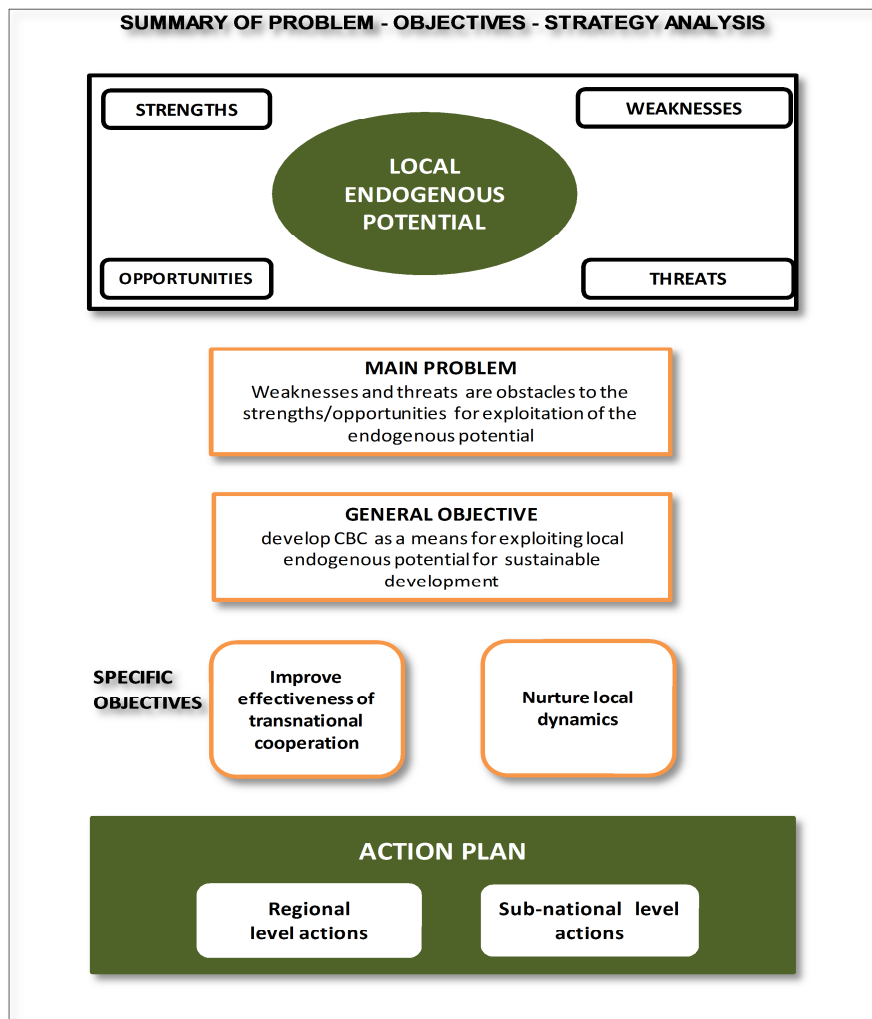 SUMMARY OF PROBLEM - OBJECTIVES - STRATEGY ANALYSIS
STRENGTHS
WEAKNESSES
LOCAL
ENDOGENOUS
POTENTIAL
OPPORTUNITIES
THREATS
MAIN PROBLEM
Weaknesses and threats are obstacles to the
strengths/opportunities for exploitation of the
endogenous potential
GENERAL OBJECTIVE
develop CBC as a means for exploiting local
endogenous potential for sustainable
development
SPECIFIC
OBJECTIVES
Improve
effectiveness of
transnational
cooperation
Nurture local
dynamics
ACTION PLAN
Regional
level actions
Sub-national level
actions